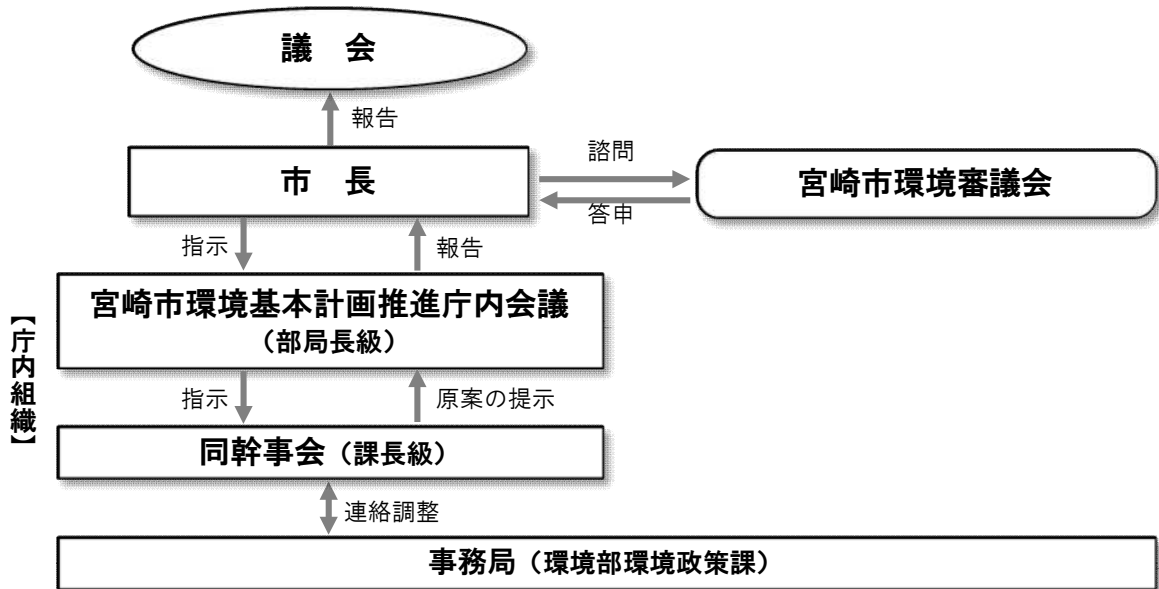 議　会
報告
市　長
諮問
答申
宮崎市環境審議会
指示
報告
宮崎市環境基本計画推進庁内会議
（部局長級）
【庁内組織】
指示
原案の提示
同幹事会（課長級）
連絡調整
事務局（環境部環境政策課）